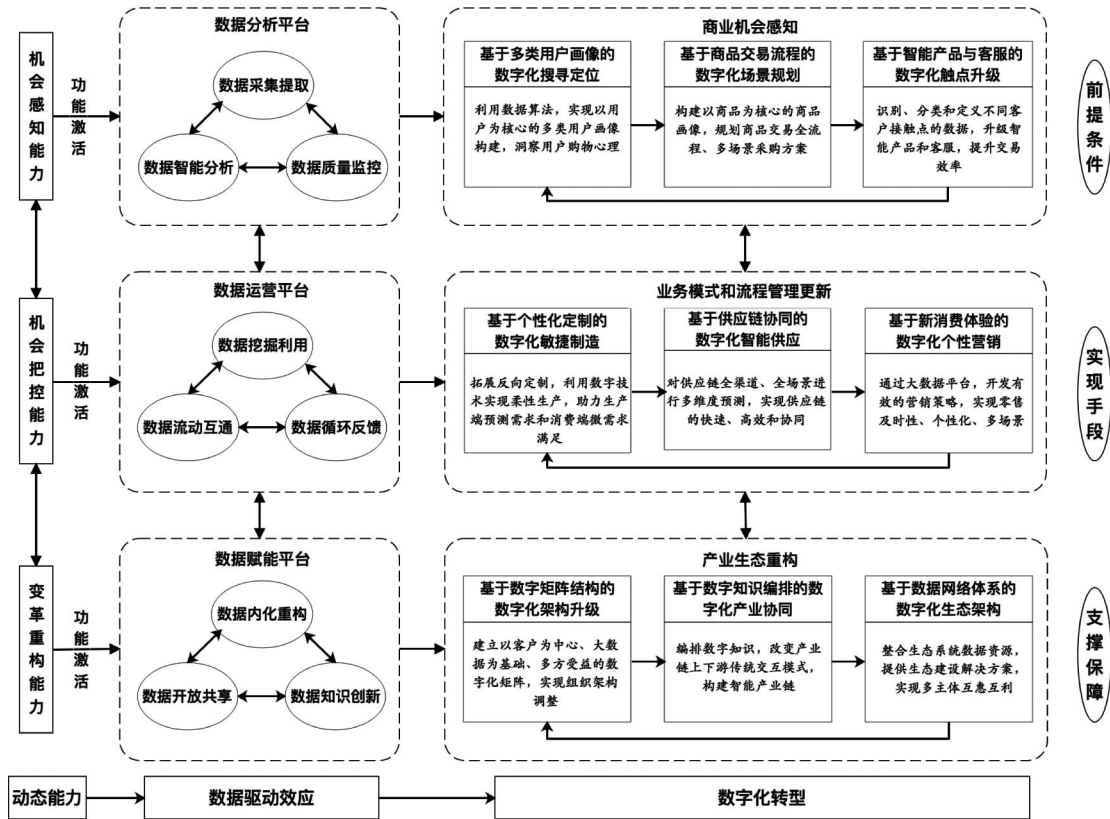 机会感知能力
功能激活
数据分析平台
数据采集提取
数据智能分析
数据质量监控
商业机会感知
基于多类用户画像的
数字化搜寻定位
利用数据算法，实现以用
户为核心的多类用户画像
构建，洞察用户购物心理
基于商品交易流程的
数字化场景规划
构建以商品为核心的商品
画像，规划商品交易全流
程、多场景采购方案
基于智能产品与客服的
数字化触点升级
识别、分类和定义不同客
户接触点的数据，升级智
能产品和客服，提升交易
效率
前提条件
机会把控能力
功能激活
数据运营平台
数据挖掘利用
数据流动互通
数据循环反馈
业务模式和流程管理更新
基于个性化定制的
数字化敏捷制造
拓展反向定制，利用数字技
术实现柔性生产，助力生产
端预测需求和消费端微需求
满足
基于供应链协同的
数字化智能供应
对供应链全渠道、全场景进
行多维度预测，实现供应链
的快速、高效和协同
基于新消费体验的
数字化个性营销
通过大数据平台，开发有
效的营销策略，实现零售
及时性、个性化、多场景
实现手段
变革重构能力
功能激活
数据赋能平台
数据内化重构
数据开放共享
数据知识创新
产业生态重构
基于数字矩阵结构的
数字化架构升级
建立以客户为中心、大数
据为基础、多方受益的数
字化矩阵，实现组织架构
调整
基于数字知识编排的数
字化产业协同
编排数字知识，改变产业
链上下游传统交互模式，
构建智能产业链
基于数据网络体系的
数字化生态架构
整合生态系统数据资源，
提供生态建设解决方案，
实现多主体互惠互利
支撑保障
动态能力
数据驱动效应
数字化转型